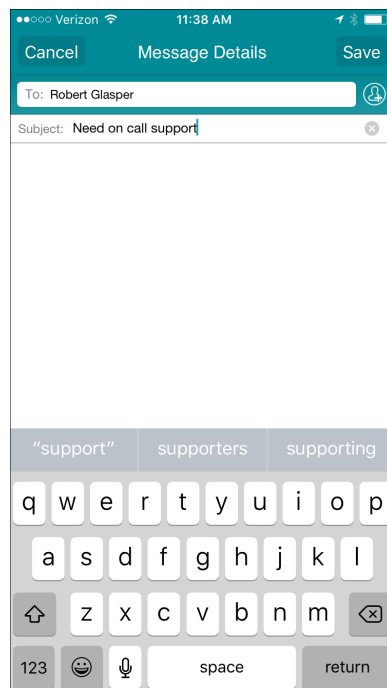 Verizon 11:38 AM
Cancel Message Details Save
To: Robert Glasper
Subject: Need on call support
"support" supporters supporting
q w e r t y u i o p
a s d f g h j k l
z x c v b n m
123 space return